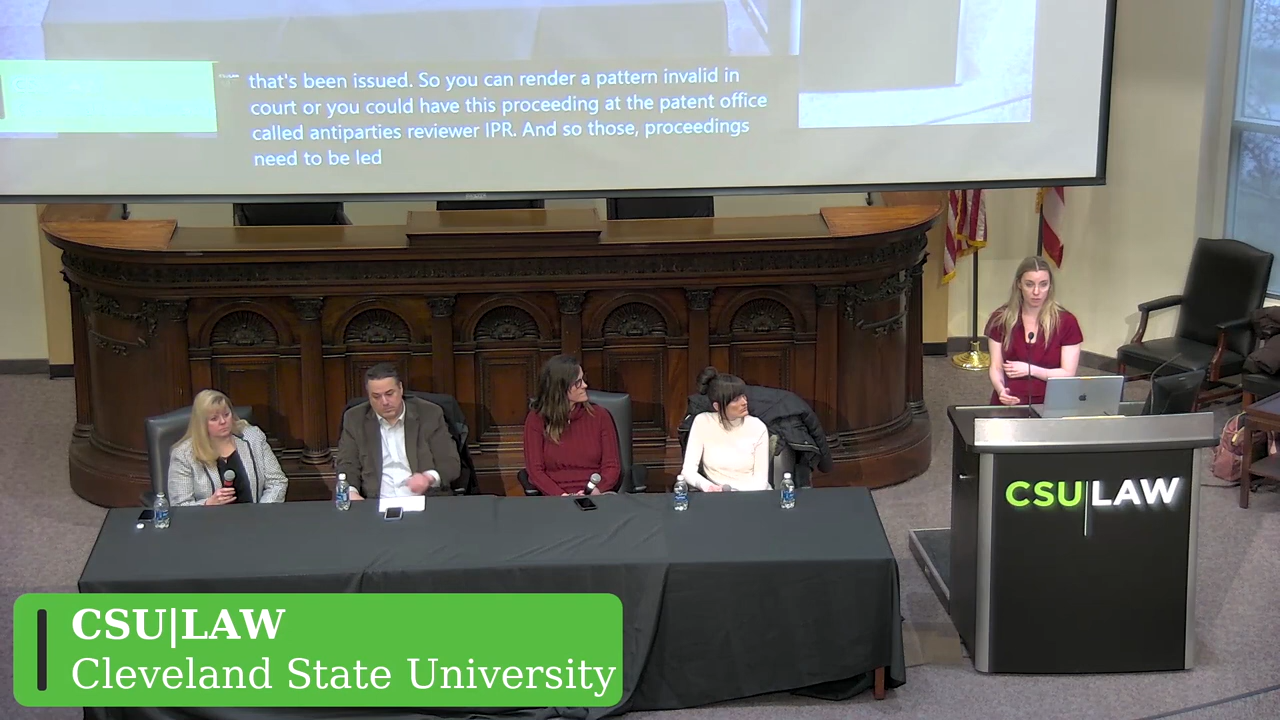 that's been issued. So you can render a pattern invalid in
court or you could have this proceeding at the patent office
called antiparties reviewer IPR. And so those, proceedings
need to be led
CSU|LAW
CSU|LAW
Cleveland State University